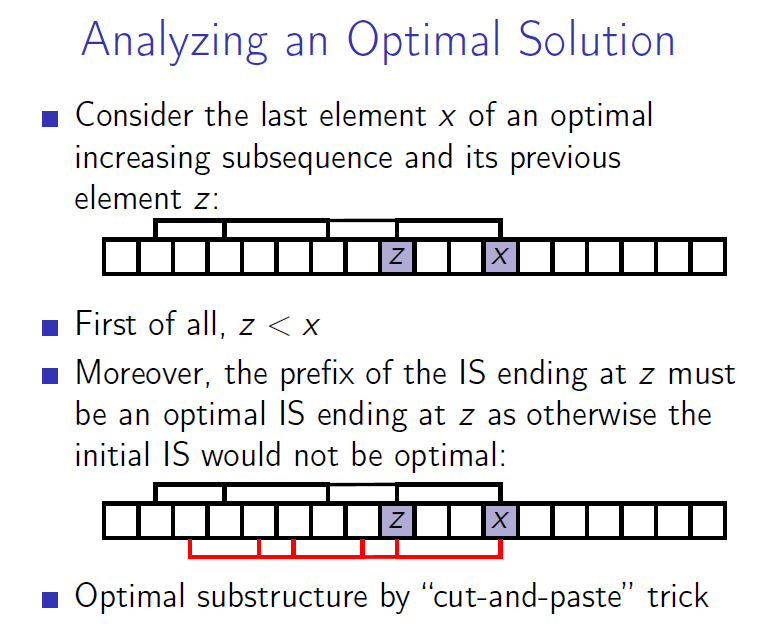 Analyzing an Optimal Solution
Consider the last element x of an optimal
increasing subsequence and its previous
element z:
z x
First of all, z < x
Moreover, the prefix of the IS ending at z must
be an optimal IS ending at z as otherwise the
initial IS would not be optimal:
z x
Optimal substructure by “cut-and-paste” trick